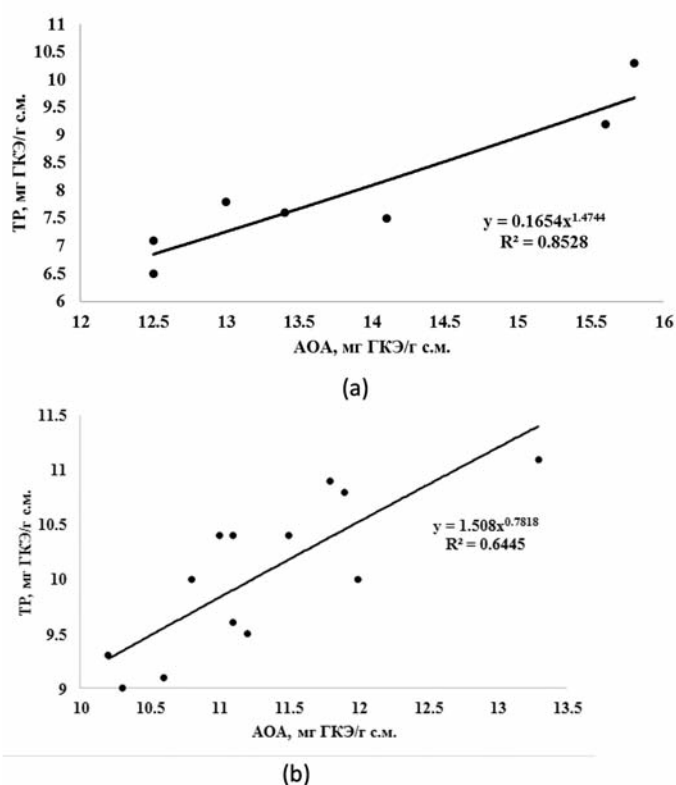 11
10.5
10
9.5
9
8.5
8
7.5
7
6.5
6
TP, мг ГКЭ/г с.м.
y = 0.1654x^1.4744
R² = 0.8528
12 12.5 13 13.5 14 14.5 15 15.5 16
АОА, мг ГКЭ/г с.м.
(a)
11.5
11
10.5
10
9.5
9
TP, мг ГКЭ/г с.м.
y = 1.508x^0.7818
R² = 0.6445
10 10.5 11 11.5 12 12.5 13 13.5
АОА, мг ГКЭ/г с.м.
(b)